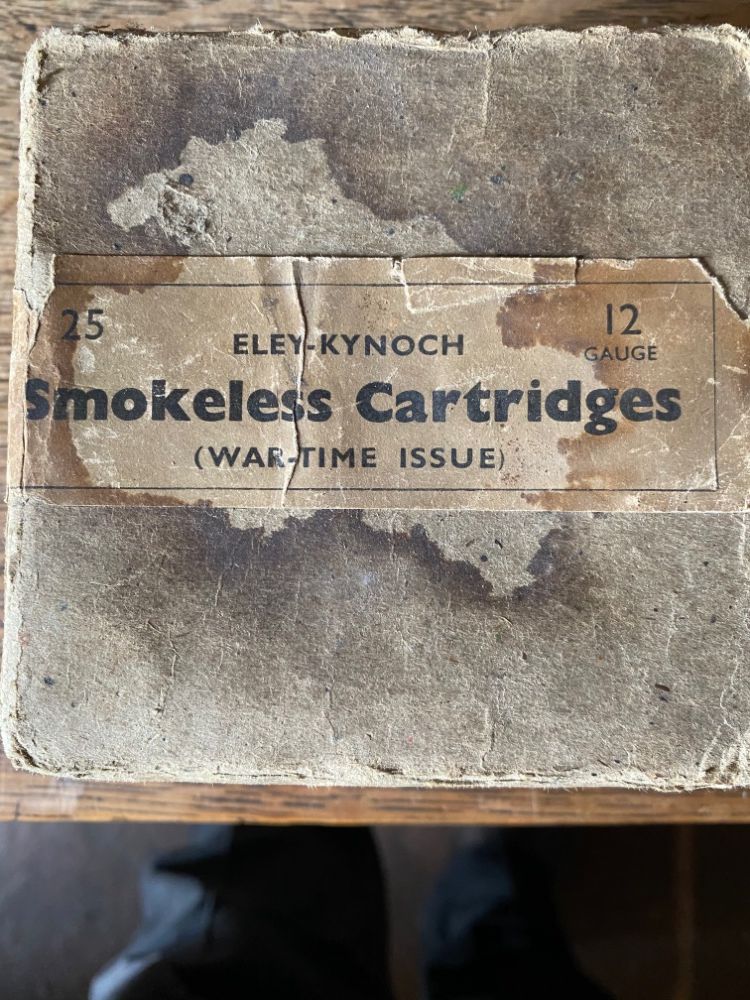 25
12
GAUGE
ELEY-KYNOCH
Smokeless Cartridges
(WAR-TIME ISSUE)